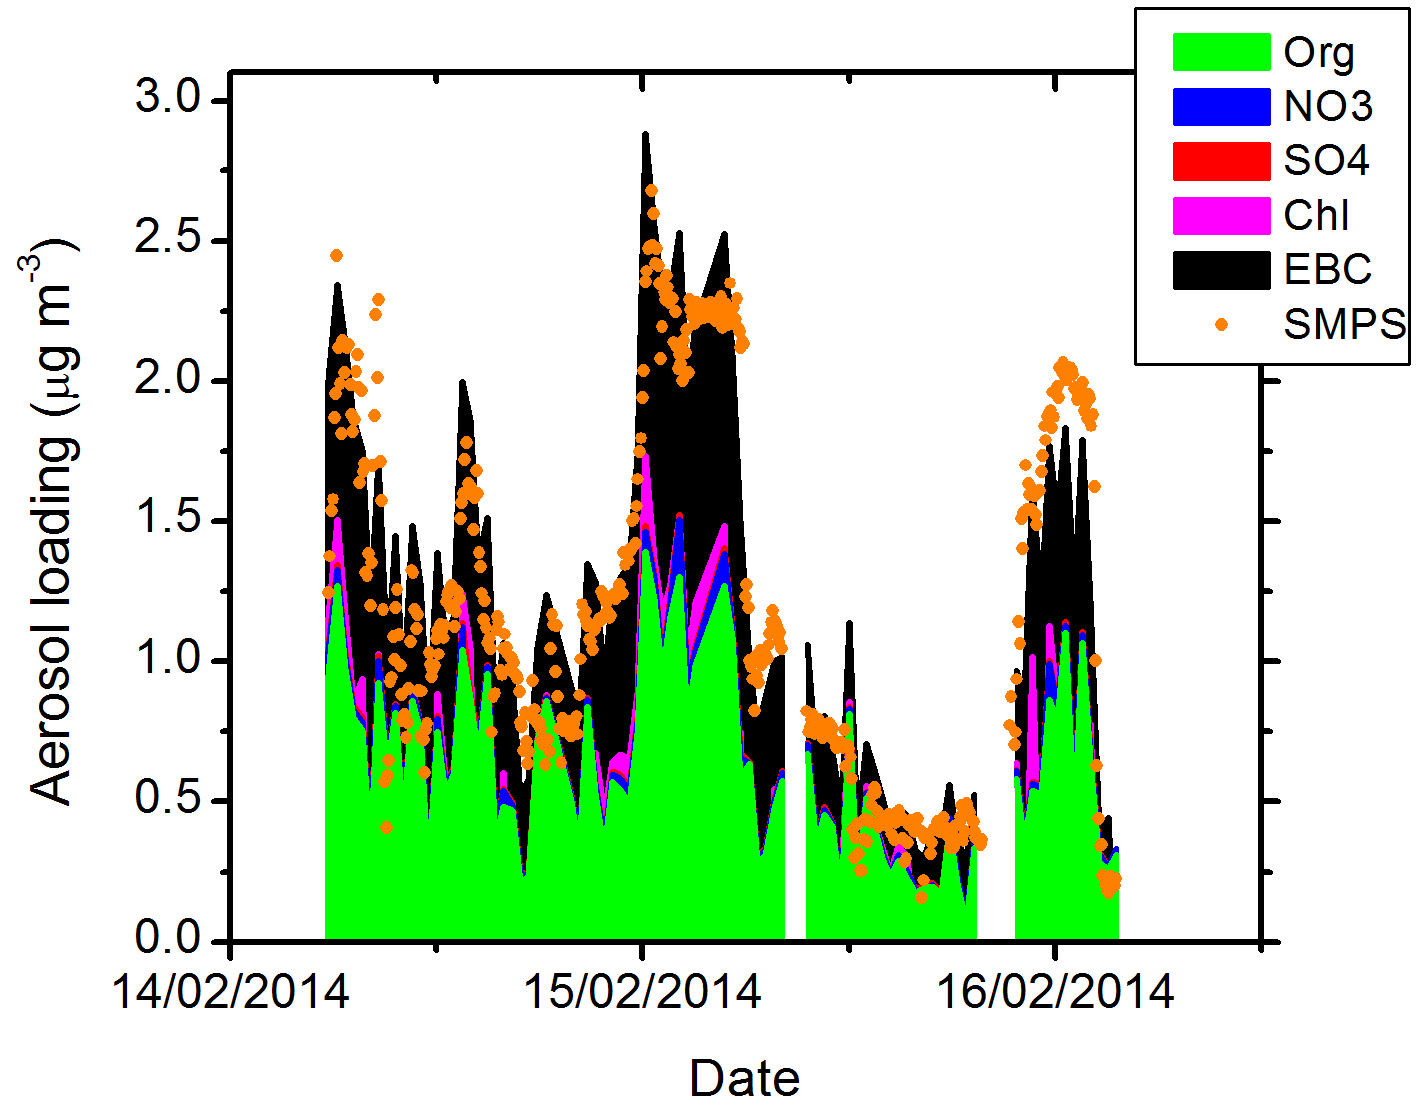 Org
NO3
SO4
Chl
EBC
SMPS
3.0
2.5
2.0
1.5
1.0
0.5
0.0
Aerosol loading (μg m-3)
14/02/2014 15/02/2014 16/02/2014
Date